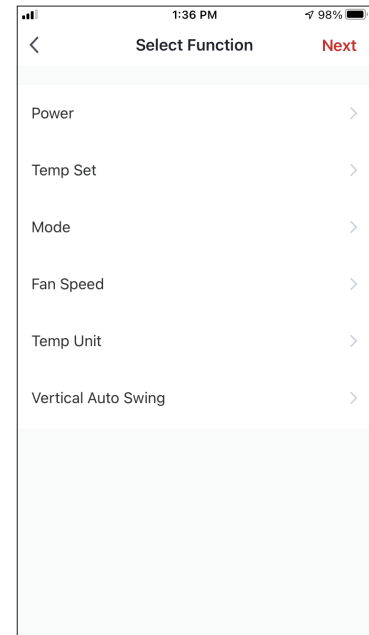 1:36 PM 98%
Select Function Next
Power
Temp Set
Mode
Fan Speed
Temp Unit
Vertical Auto Swing